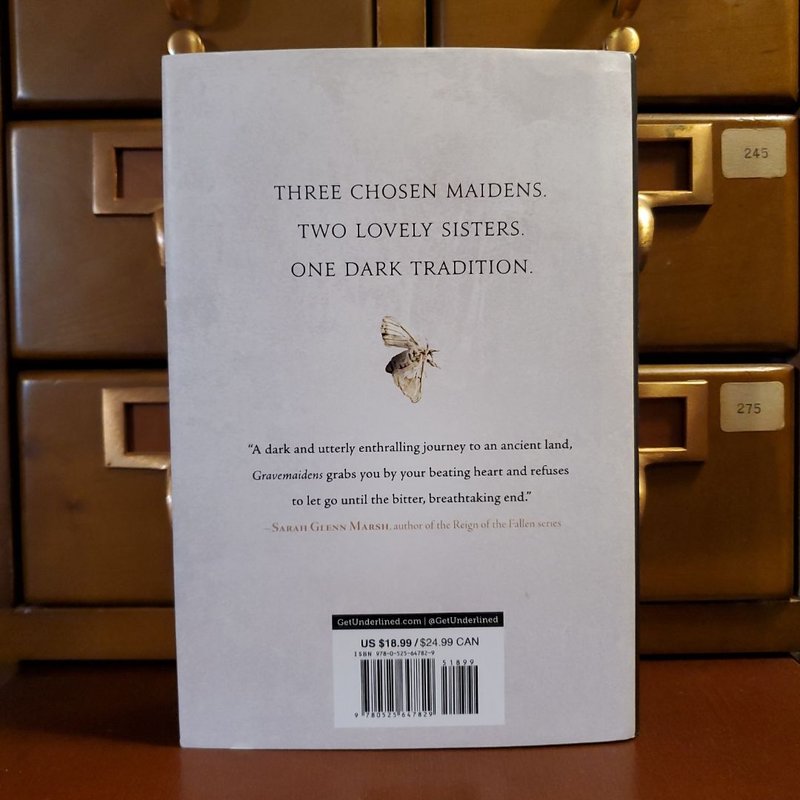 THREE CHOSEN MAIDENS.
TWO LOVELY SISTERS.
ONE DARK TRADITION.
“A dark and utterly enthralling journey to an ancient land,
Gravemaidens grabs you by your beating heart and refuses
to let go until the bitter, breathtaking end.”
—Sarah Glenn Marsh, author of the Reign of the Fallen series
GetUnderlined.com | @GetUnderlined
US $18.99 / $24.99 CAN
ISBN 978-0-525-64782-9
51899
9 780525 647829
245
275